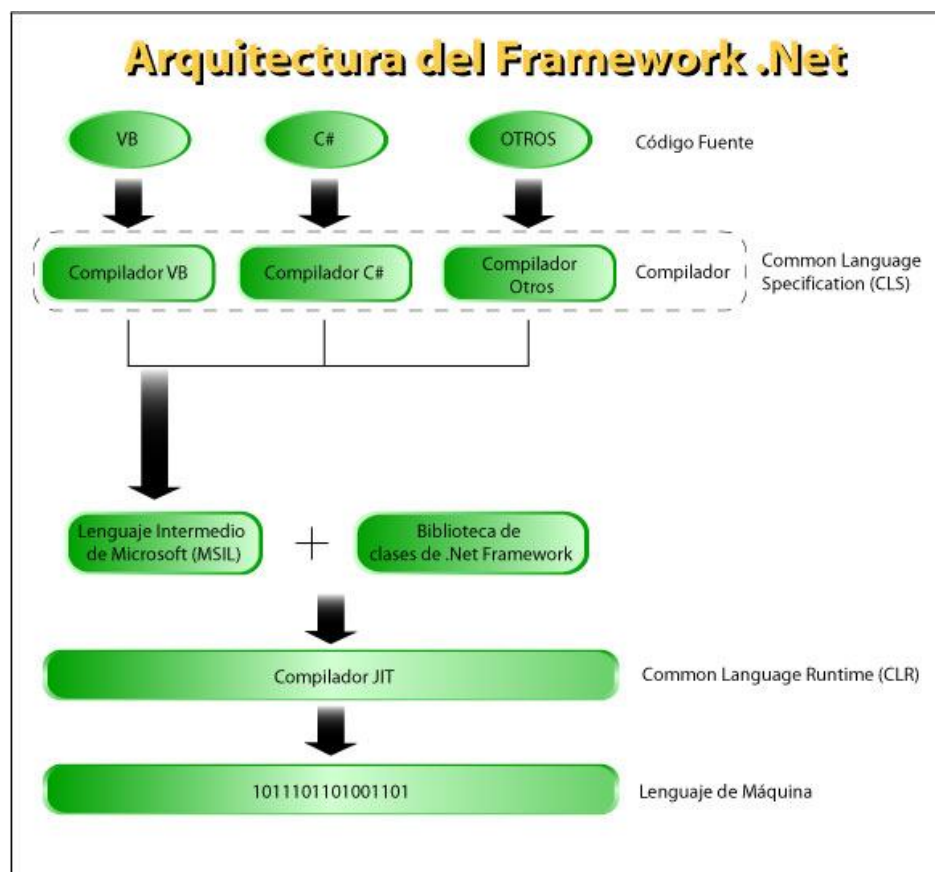 Arquitectura del Framework .Net
VB
C#
OTROS
Código Fuente
Compilador VB
Compilador C#
Compilador
Otros
Compilador
Common Language
Specification (CLS)
Lenguaje Intermedio
de Microsoft (MSIL)
+
Biblioteca de
clases de .Net Framework
Compilador JIT
Common Language Runtime (CLR)
1011101101001101
Lenguaje de Máquina